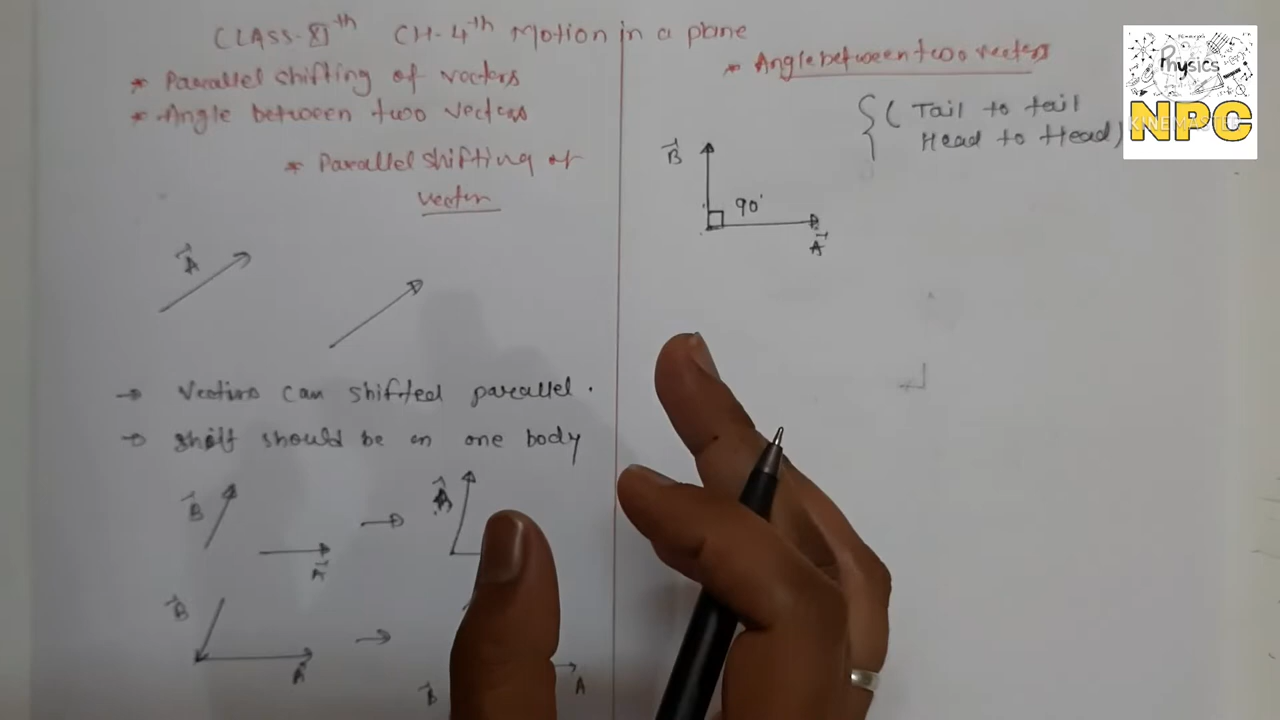 CLASS-XIth CH-4th Motion in a plane
* Parallel shifting of vectors
* Angle between two vectors
* Parallel shifting of
vector
A
→ Vectors can shifted parallel.
→ shift should be on one body
B
A
A
B
A
B
A
* Angle between two vectors
( Tail to tail
Head to Head)
B
90°
A
Physics
NPC
KINEMASTER